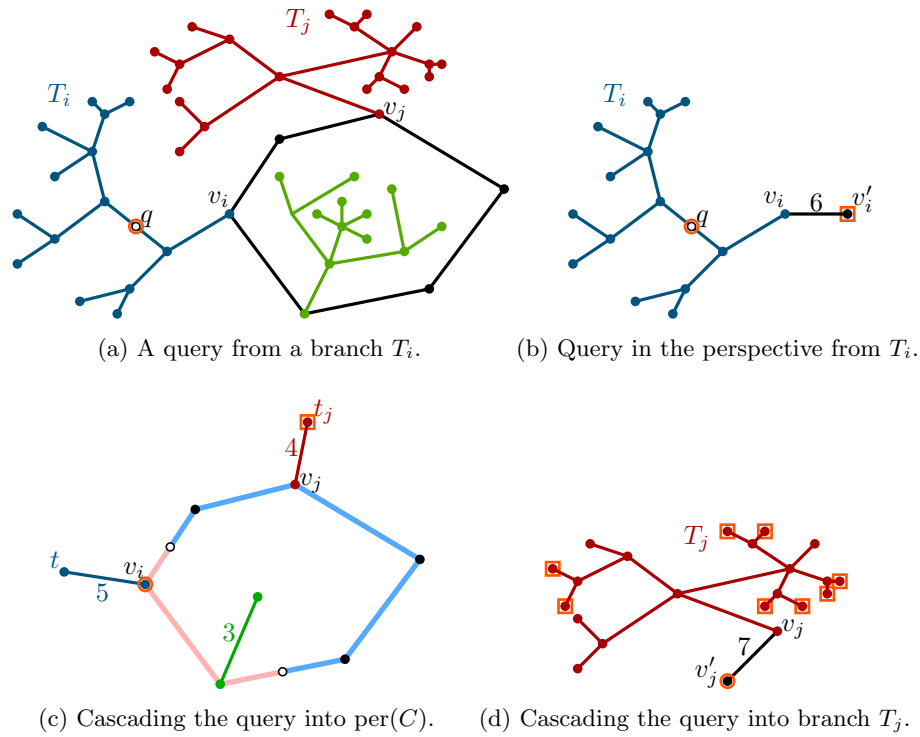 T_j
T_i
v_j
v_i
q
(a) A query from a branch T_i.
T_i
v_i
6
v'_i
q
(b) Query in the perspective from T_i.
t_j
4
v_j
t
v_i
5
3
(c) Cascading the query into per(C).
T_j
v_j
7
v'_j
(d) Cascading the query into branch T_j.